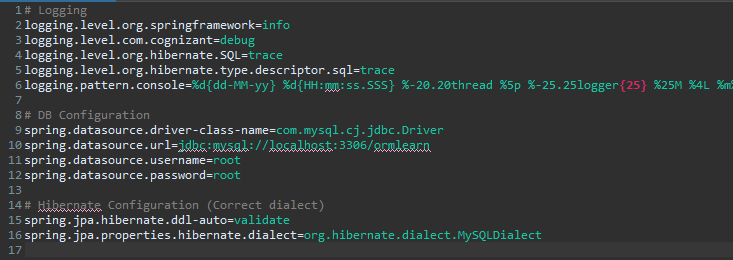 1 # Logging
2 logging.level.org.springframework=info
3 logging.level.com.cognizant=debug
4 logging.level.org.hibernate.SQL=trace
5 logging.level.org.hibernate.type.descriptor.sql=trace
6 logging.pattern.console=%d{dd-MM-yy} %d{HH:mm:ss.SSS} %-20.20thread %5p %-25.25logger{25} %25M %4L %m%
7
8 # DB Configuration
9 spring.datasource.driver-class-name=com.mysql.cj.jdbc.Driver
10 spring.datasource.url=jdbc:mysql://localhost:3306/ormlearn
11 spring.datasource.username=root
12 spring.datasource.password=root
13
14 # Hibernate Configuration (Correct dialect)
15 spring.jpa.hibernate.ddl-auto=validate
16 spring.jpa.properties.hibernate.dialect=org.hibernate.dialect.MySQLDialect
17